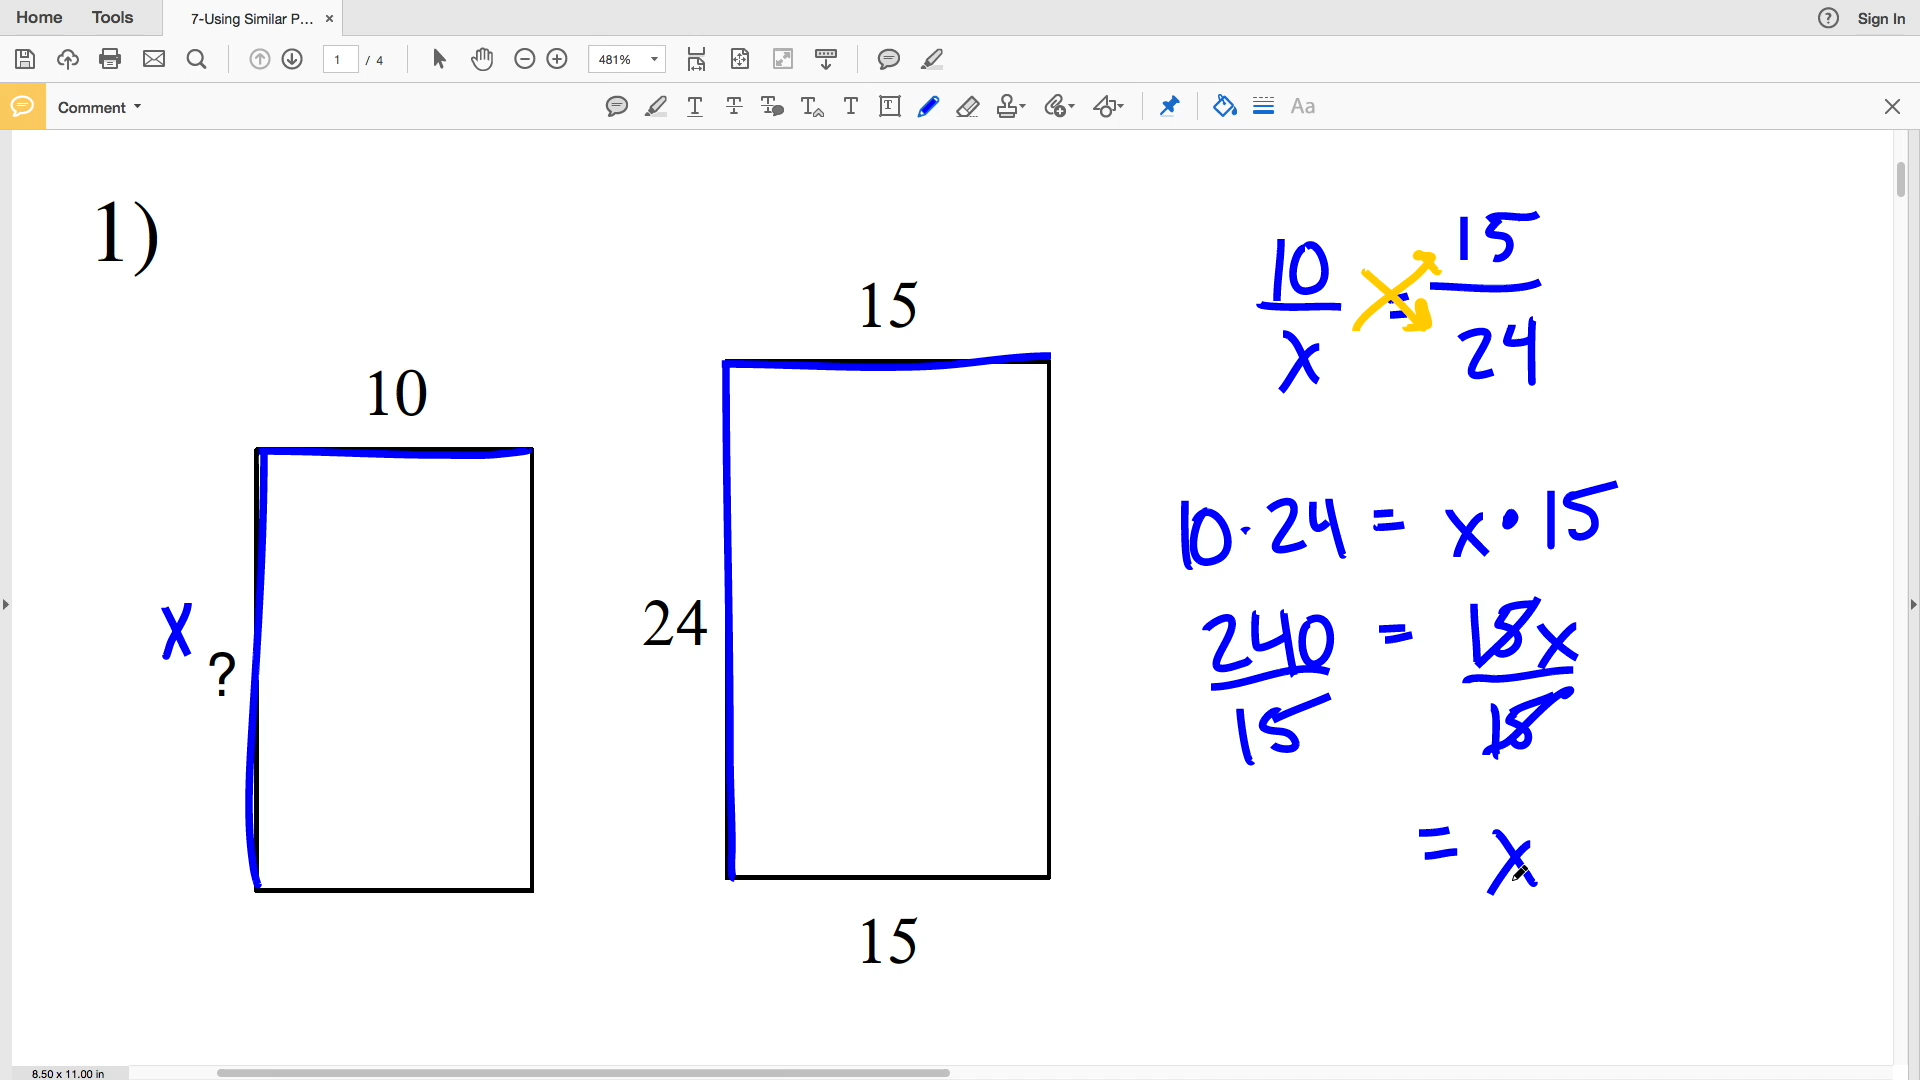 Home Tools 7-Using Similar P... × ? Sign In
1 / 4 481%
Comment Aa
1)
15
10
24
x
?
15
10/x = 15/24
10·24 = x·15
240/15 = 15x/15
= x
8.50 x 11.00 in